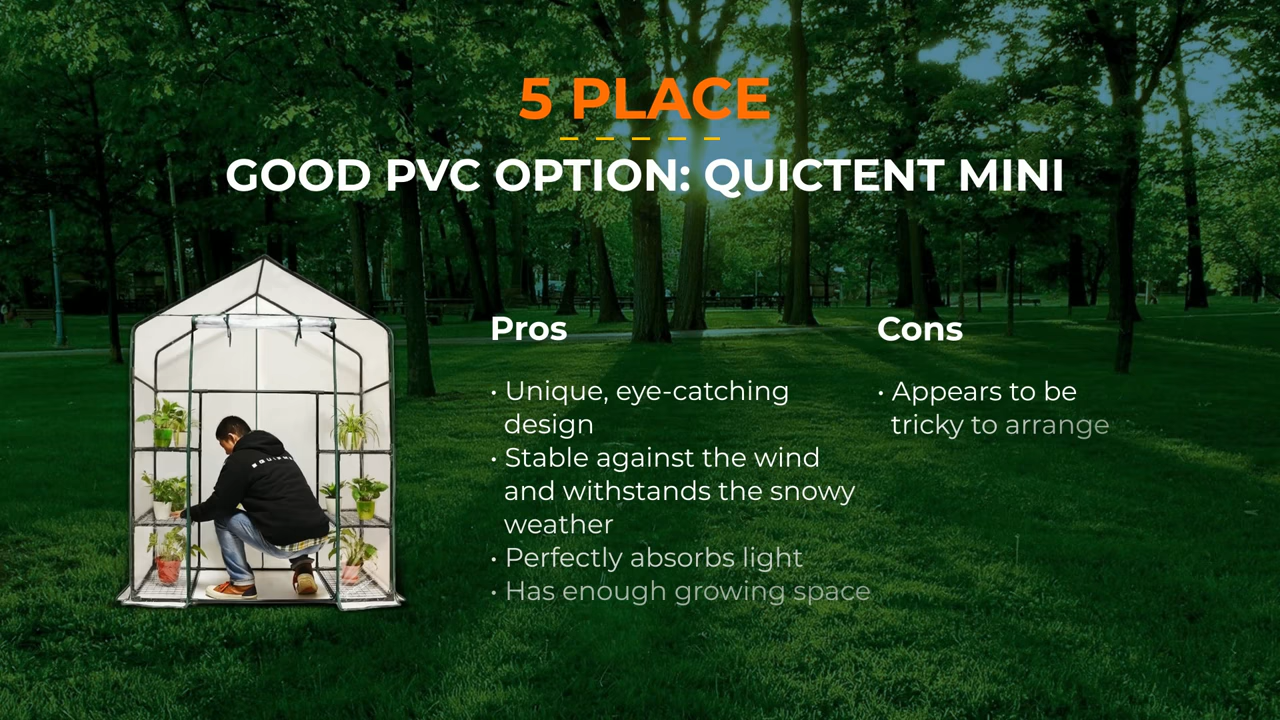 5 PLACE
GOOD PVC OPTION: QUICTENT MINI
Pros
• Unique, eye-catching
design
• Stable against the wind
and withstands the snowy
weather
• Perfectly absorbs light
• Has enough growing space
Cons
• Appears to be
tricky to arrange